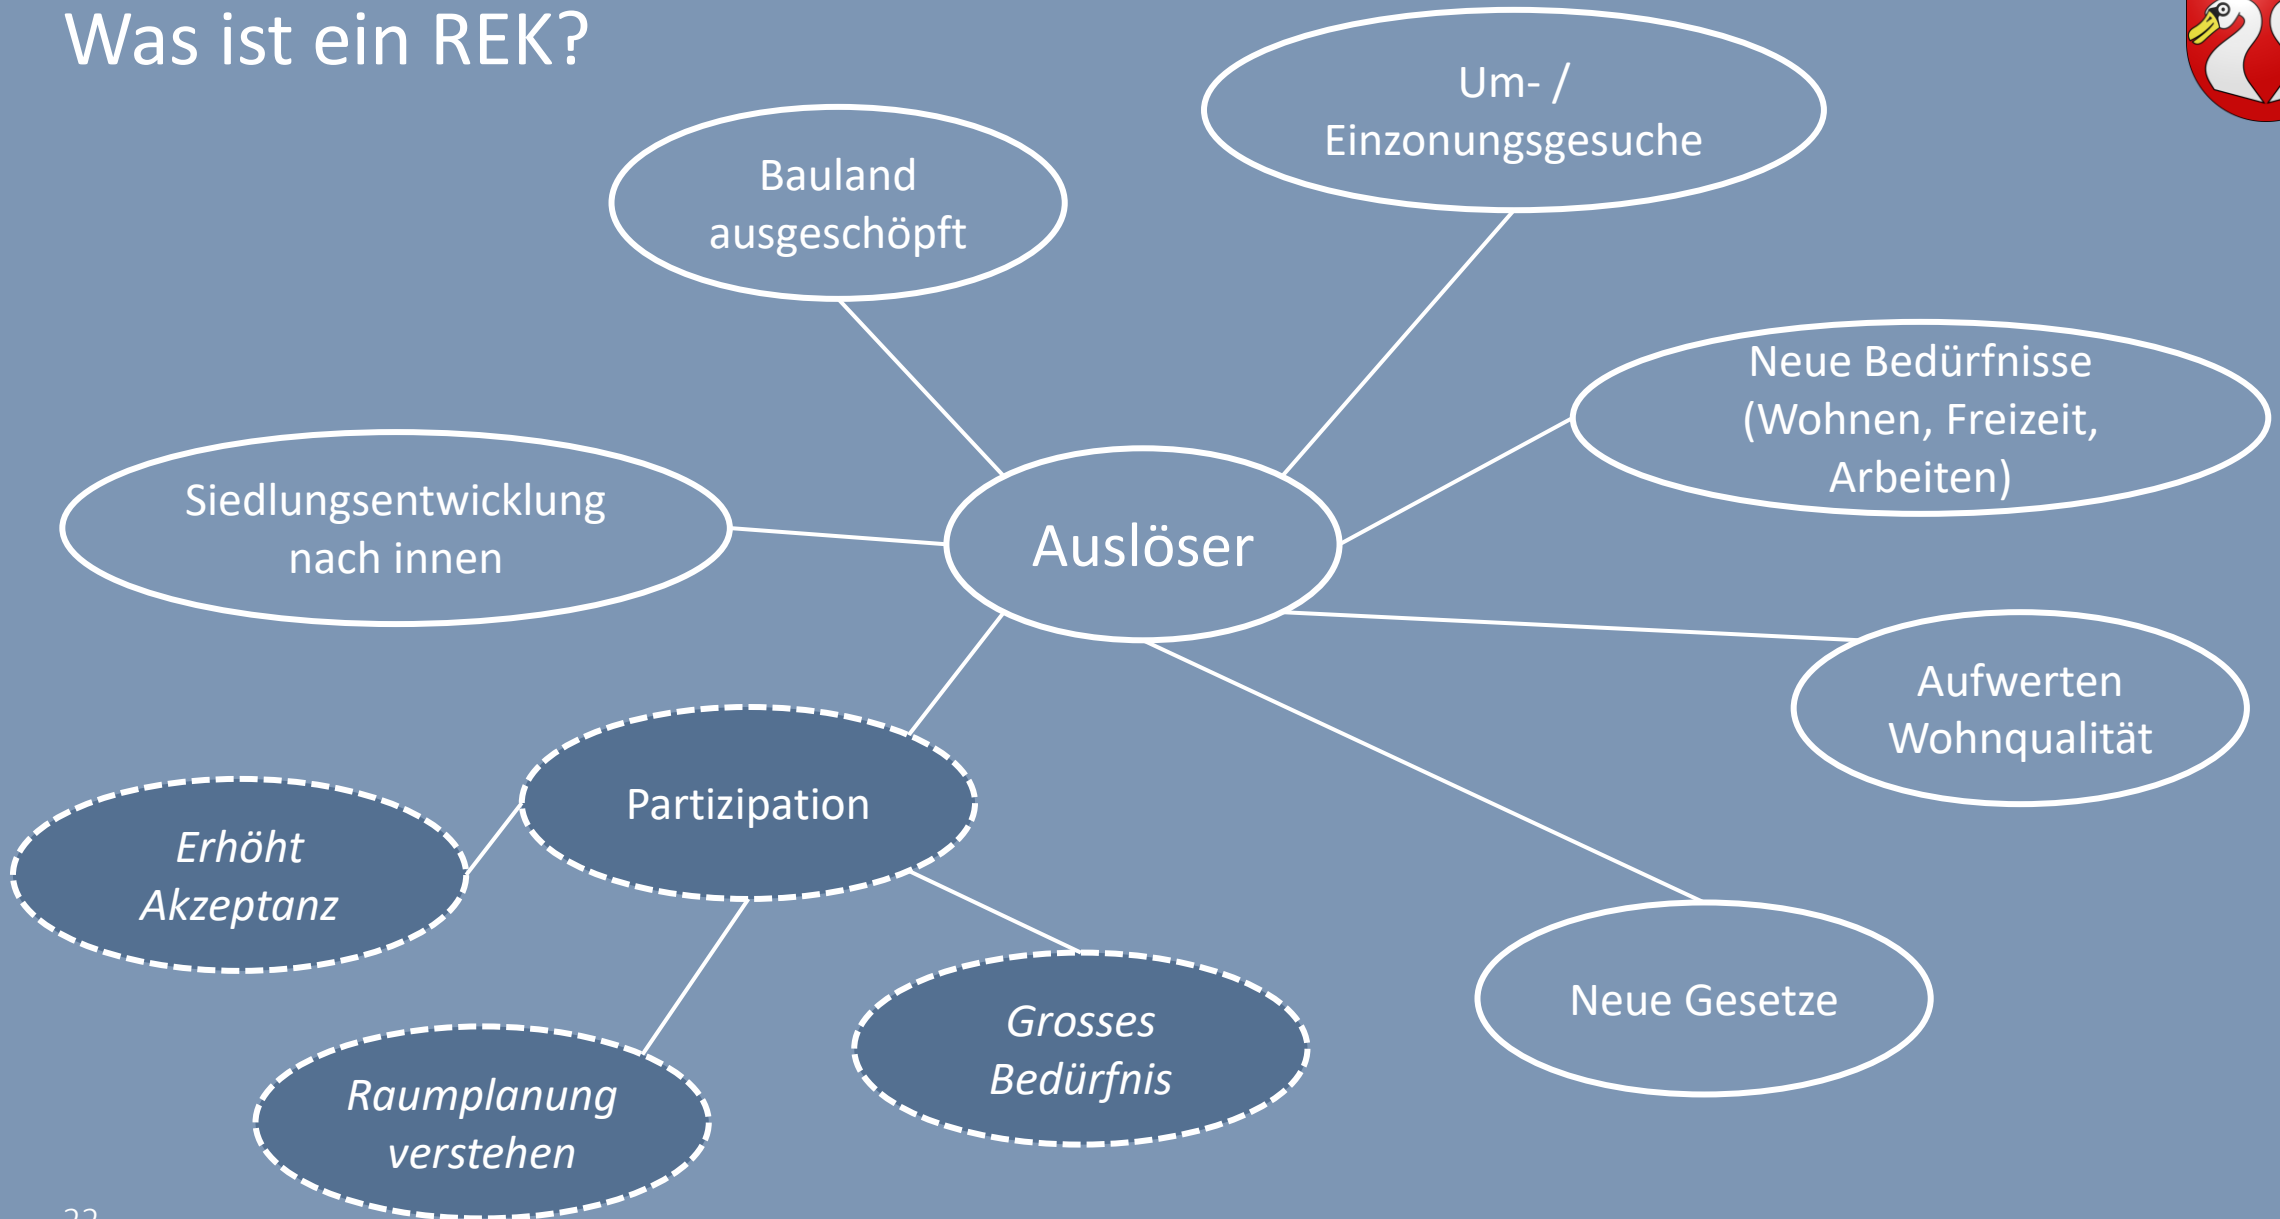 Was ist ein REK?
Um- /
Einzonungsgesuche
Bauland
ausgeschöpft
Neue Bedürfnisse
(Wohnen, Freizeit,
Arbeiten)
Siedlungsentwicklung
nach innen
Auslöser
Aufwerten
Wohnqualität
Partizipation
Erhöht
Akzeptanz
Neue Gesetze
Grosses
Bedürfnis
Raumplanung
verstehen